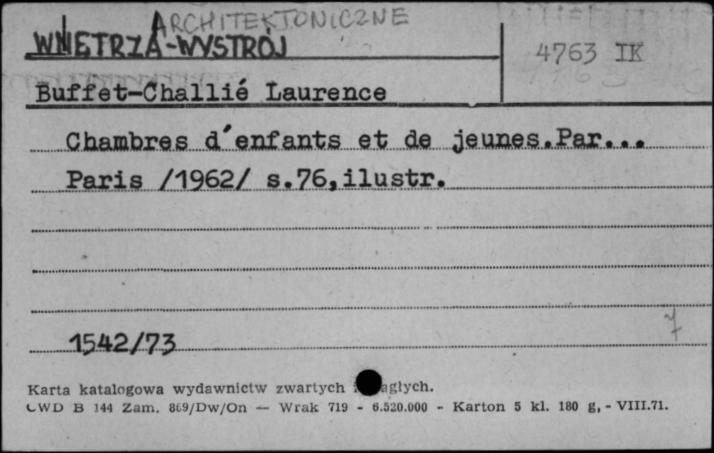 ARCHITEKTONICZNE
WNĘTRZA-WYSTRÓJ
4763 IK
Buffet-Challié Laurence
Chambres d'enfants et de jeunes.Par...
Paris /1962/ s.76,ilustr.
7
1542/73
Karta katalogowa wydawnictw zwartych
CWD B 144 Zam. 869/Dw/On — Wrak 719 - 6.520.000 - Karton 5 kl. 180 g, - VIII.71.